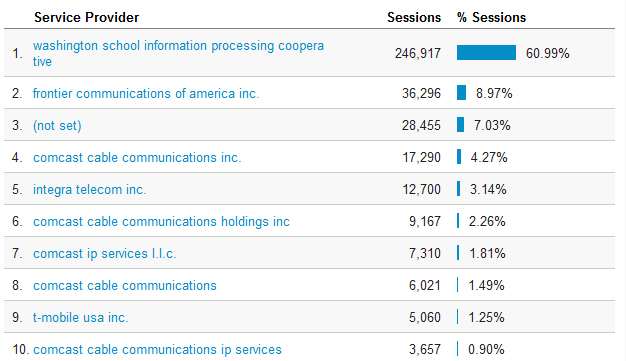 Service Provider Sessions % Sessions
1. washington school information processing coopera
tive 246,917 60.99%
2. frontier communications of america inc. 36,296 8.97%
3. (not set) 28,455 7.03%
4. comcast cable communications inc. 17,290 4.27%
5. integra telecom inc. 12,700 3.14%
6. comcast cable communications holdings inc 9,167 2.26%
7. comcast ip services l.l.c. 7,310 1.81%
8. comcast cable communications 6,021 1.49%
9. t-mobile usa inc. 5,060 1.25%
10. comcast cable communications ip services 3,657 0.90%